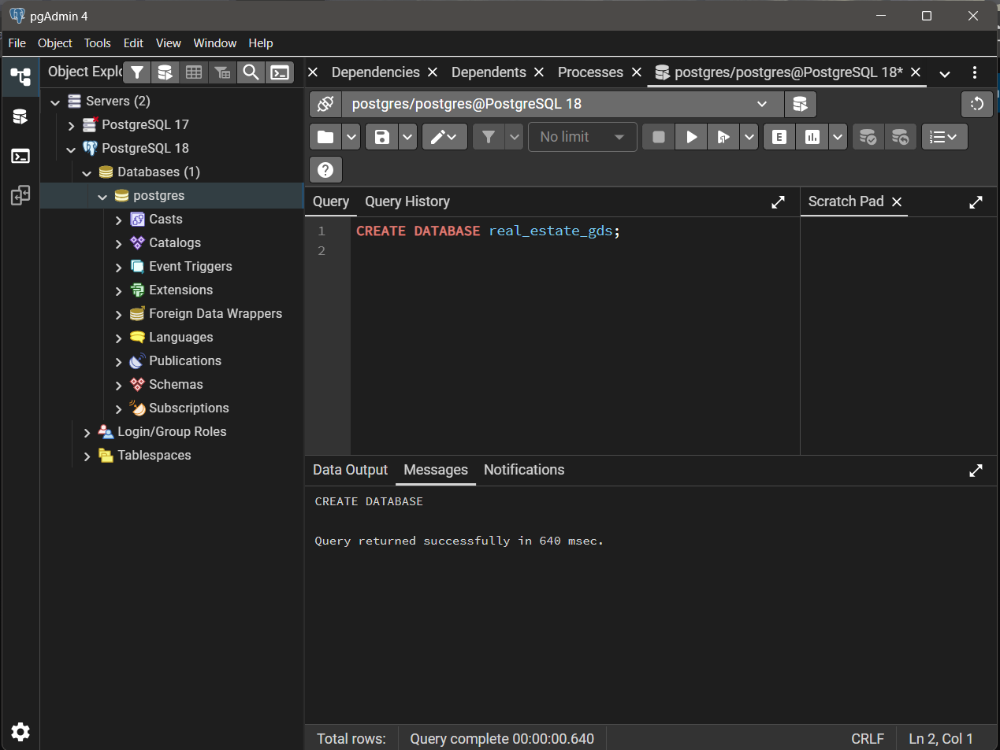 pgAdmin 4
File Object Tools Edit View Window Help
Object Explo
Dependencies Dependents Processes postgres/postgres@PostgreSQL 18*
Servers (2)
PostgreSQL 17
PostgreSQL 18
Databases (1)
postgres
Casts
Catalogs
Event Triggers
Extensions
Foreign Data Wrappers
Languages
Publications
Schemas
Subscriptions
Login/Group Roles
Tablespaces
postgres/postgres@PostgreSQL 18
No limit
E
Query Query History
Scratch Pad
1 CREATE DATABASE real_estate_gds;
2
Data Output Messages Notifications
CREATE DATABASE
Query returned successfully in 640 msec.
Total rows: Query complete 00:00:00.640 CRLF Ln 2, Col 1